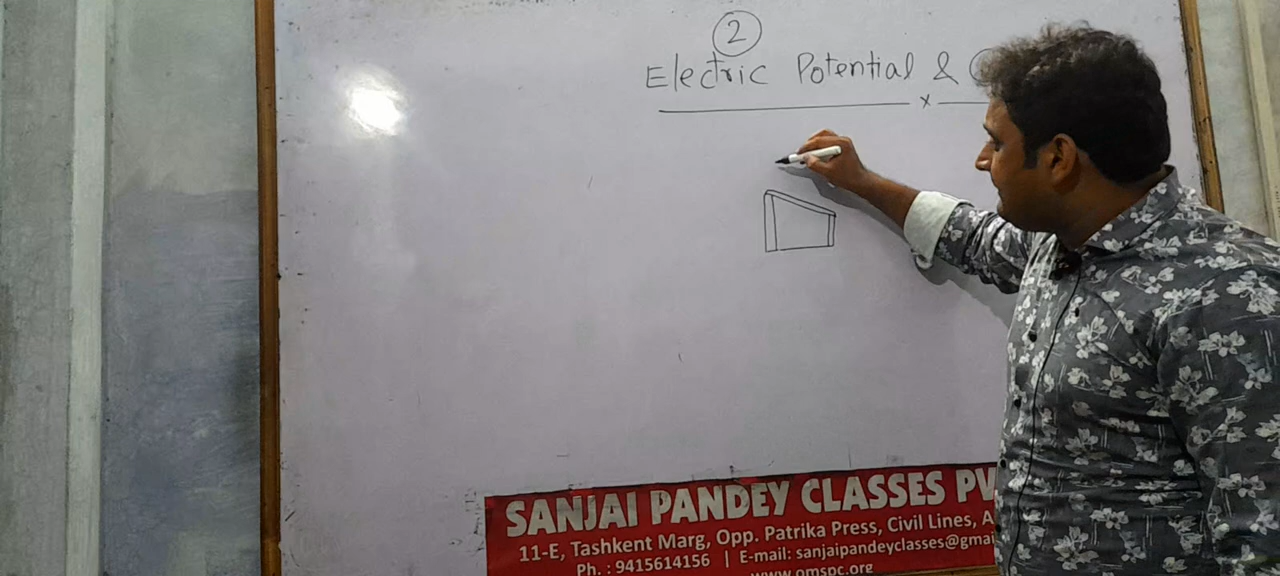 2
Electric Potential &
x
SANJAI PANDEY CLASSES PV
11-E, Tashkent Marg, Opp. Patrika Press, Civil Lines, A
Ph. : 9415614156 | E-mail: sanjaipandeyclasses@gmai
www.omspc.org